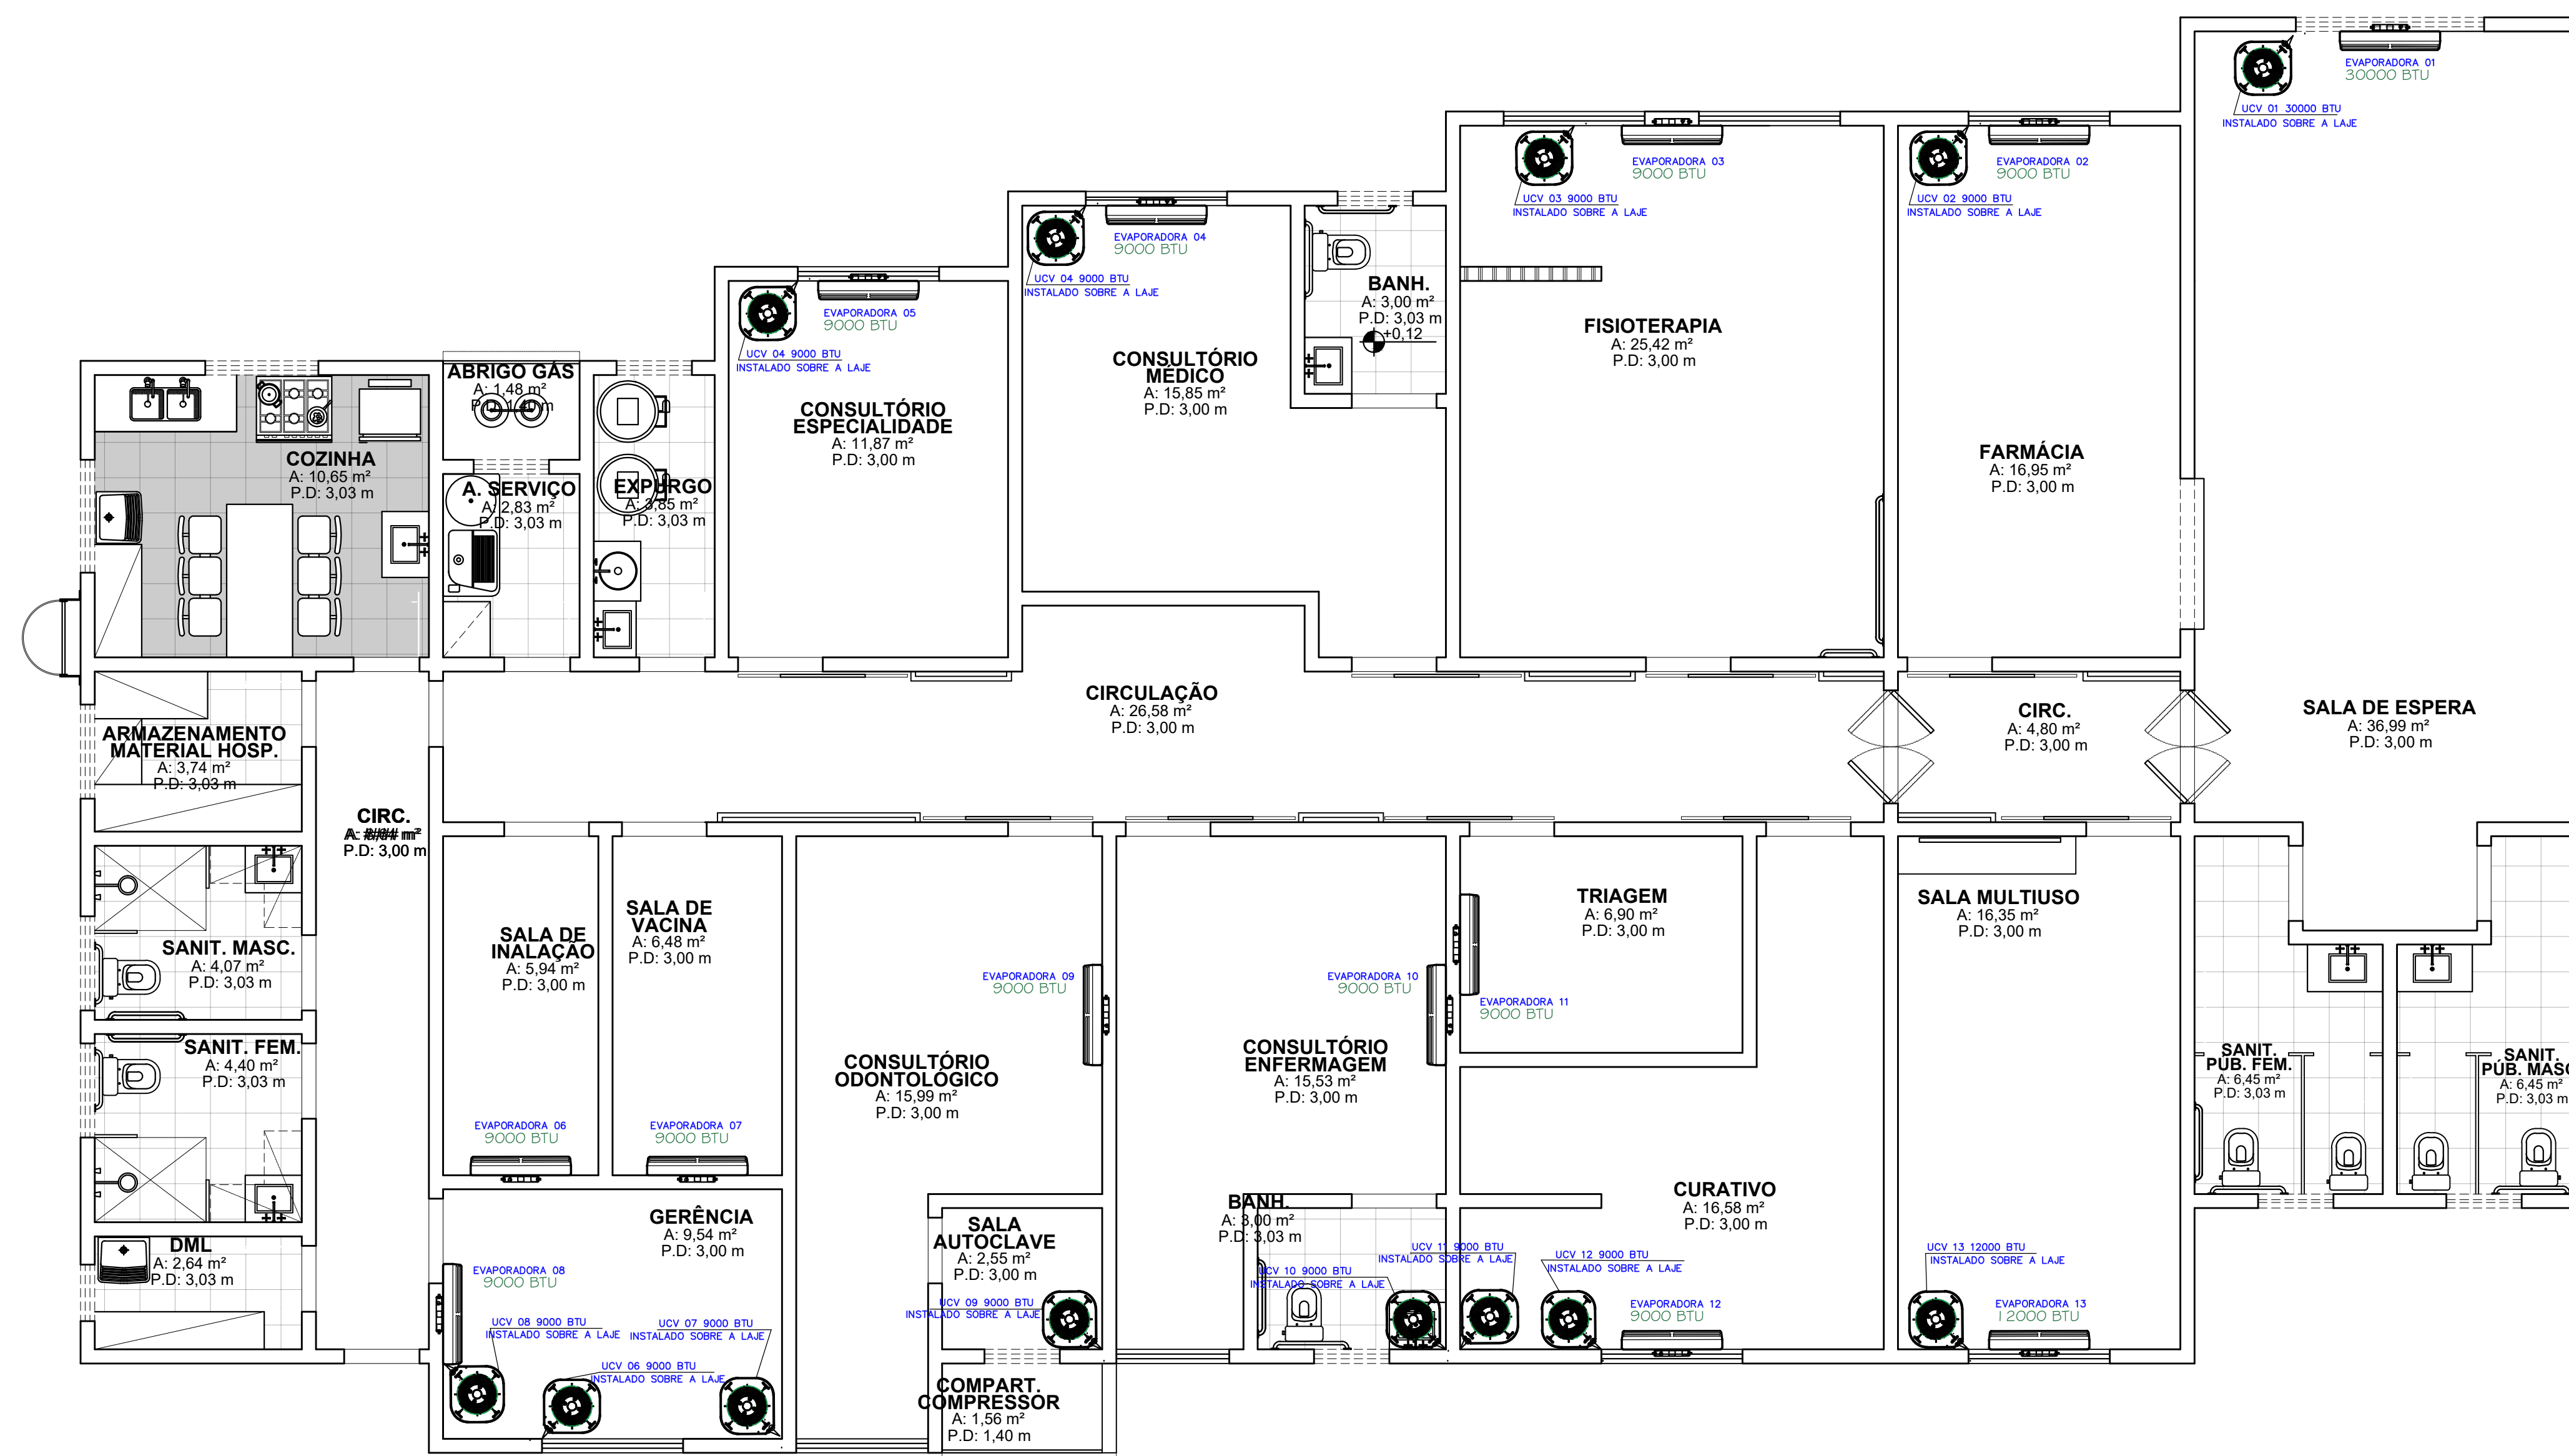 EVAPORADORA 01
30000 BTU
UCV 01 30000 BTU
INSTALADO SOBRE A LAJE
EVAPORADORA 03
9000 BTU
UCV 03 9000 BTU
INSTALADO SOBRE A LAJE
EVAPORADORA 02
9000 BTU
UCV 02 9000 BTU
INSTALADO SOBRE A LAJE
EVAPORADORA 04
9000 BTU
UCV 04 9000 BTU
INSTALADO SOBRE A LAJE
BANH.
A: 3,00 m²
P.D: 3,03 m
+0,12
EVAPORADORA 05
9000 BTU
UCV 04 9000 BTU
INSTALADO SOBRE A LAJE
FISIOTERAPIA
A: 25,42 m²
P.D: 3,00 m
CONSULTÓRIO
MÉDICO
A: 15,85 m²
P.D: 3,00 m
ABRIGO GÁS
A: 1,48 m²
P.D: 1,40 m
CONSULTÓRIO
ESPECIALIDADE
A: 11,87 m²
P.D: 3,00 m
FARMÁCIA
A: 16,95 m²
P.D: 3,00 m
COZINHA
A: 10,65 m²
P.D: 3,03 m
A. SERVIÇO
A: 2,83 m²
P.D: 3,03 m
EXPURGO
A: 3,85 m²
P.D: 3,03 m
CIRCULAÇÃO
A: 26,58 m²
P.D: 3,00 m
CIRC.
A: 4,80 m²
P.D: 3,00 m
SALA DE ESPERA
A: 36,99 m²
P.D: 3,00 m
ARMAZENAMENTO
MATERIAL HOSP.
A: 3,74 m²
P.D: 3,03 m
CIRC.
P.D: 3,00 m
SANIT. MASC.
A: 4,07 m²
P.D: 3,03 m
SALA DE
INALAÇÃO
A: 5,94 m²
P.D: 3,00 m
SALA DE
VACINA
A: 6,48 m²
P.D: 3,00 m
TRIAGEM
A: 6,90 m²
P.D: 3,00 m
SALA MULTIUSO
A: 16,35 m²
P.D: 3,00 m
EVAPORADORA 09
9000 BTU
EVAPORADORA 10
9000 BTU
EVAPORADORA 11
9000 BTU
SANIT. FEM.
A: 4,40 m²
P.D: 3,03 m
CONSULTÓRIO
ODONTOLÓGICO
A: 15,99 m²
P.D: 3,00 m
CONSULTÓRIO
ENFERMAGEM
A: 15,53 m²
P.D: 3,00 m
SANIT.
PÚB. FEM.
A: 6,45 m²
P.D: 3,03 m
SANIT.
PÚB. MASC
A: 6,45 m²
P.D: 3,03 m
EVAPORADORA 06
9000 BTU
EVAPORADORA 07
9000 BTU
GERÊNCIA
A: 9,54 m²
P.D: 3,00 m
SALA
AUTOCLAVE
A: 2,55 m²
P.D: 3,00 m
BANH.
A: 3,00 m²
P.D: 3,03 m
CURATIVO
A: 16,58 m²
P.D: 3,00 m
DML
A: 2,64 m²
P.D: 3,03 m
EVAPORADORA 08
9000 BTU
UCV 11 9000 BTU
INSTALADO SOBRE A LAJE
UCV 10 9000 BTU
INSTALADO SOBRE A LAJE
UCV 12 9000 BTU
INSTALADO SOBRE A LAJE
UCV 13 12000 BTU
INSTALADO SOBRE A LAJE
UCV 09 9000 BTU
INSTALADO SOBRE A LAJE
EVAPORADORA 12
9000 BTU
EVAPORADORA 13
12000 BTU
UCV 08 9000 BTU
INSTALADO SOBRE A LAJE
UCV 07 9000 BTU
INSTALADO SOBRE A LAJE
UCV 06 9000 BTU
INSTALADO SOBRE A LAJE
COMPART.
COMPRESSOR
A: 1,56 m²
P.D: 1,40 m